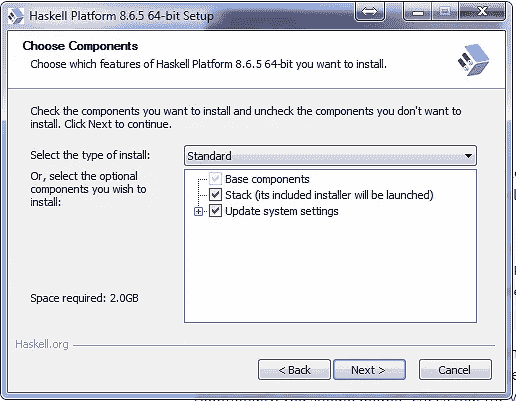 Haskell Platform 8.6.5 64-bit Setup
Choose Components
Choose which features of Haskell Platform 8.6.5 64-bit you want to install.
Check the components you want to install and uncheck the components you don't want to
install. Click Next to continue.
Select the type of install:
Standard
Or, select the optional
components you wish to
install:
Base components
Stack (its included installer will be launched)
Update system settings
Space required: 2.0GB
Haskell.org
< Back
Next >
Cancel